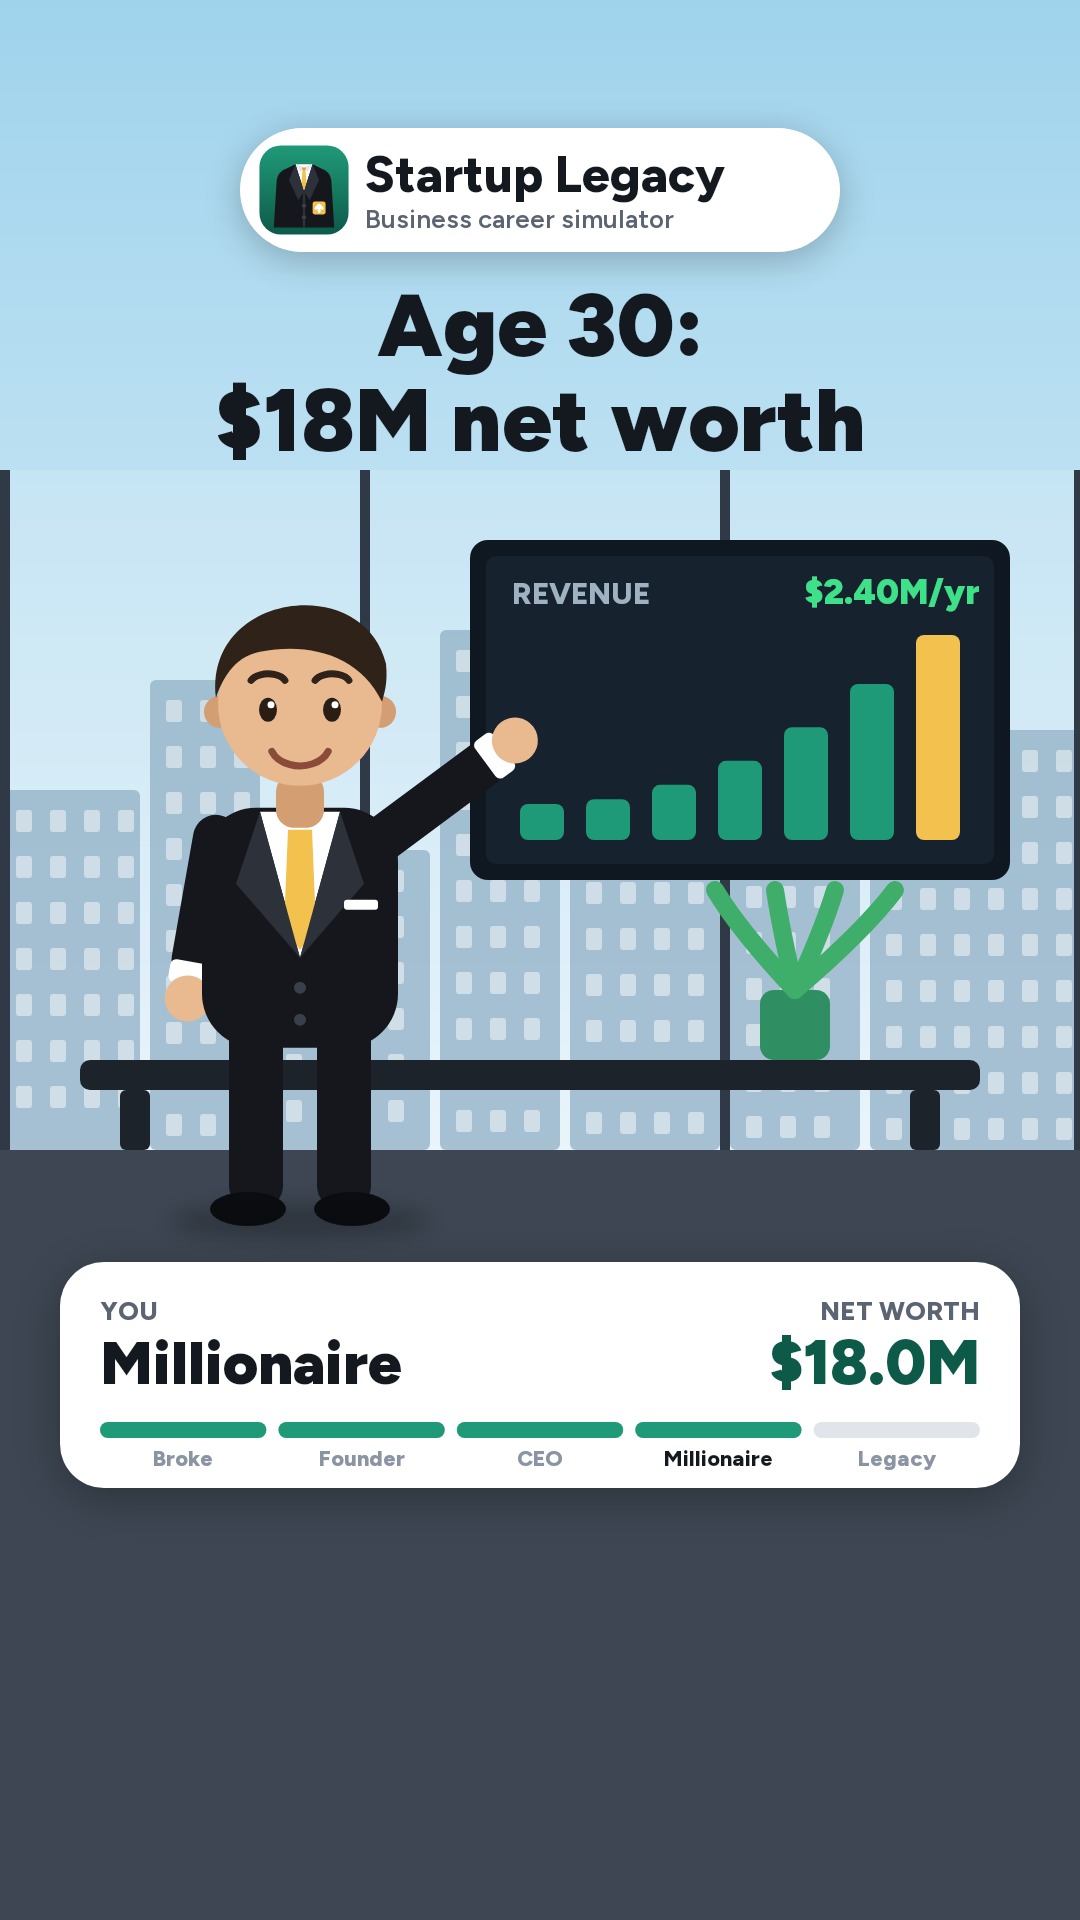 Startup Legacy
Business career simulator
Age 30:
$18M net worth
REVENUE
$2.40M/yr
YOU
NET WORTH
Millionaire
$18.0M
Broke
Founder
CEO
Millionaire
Legacy